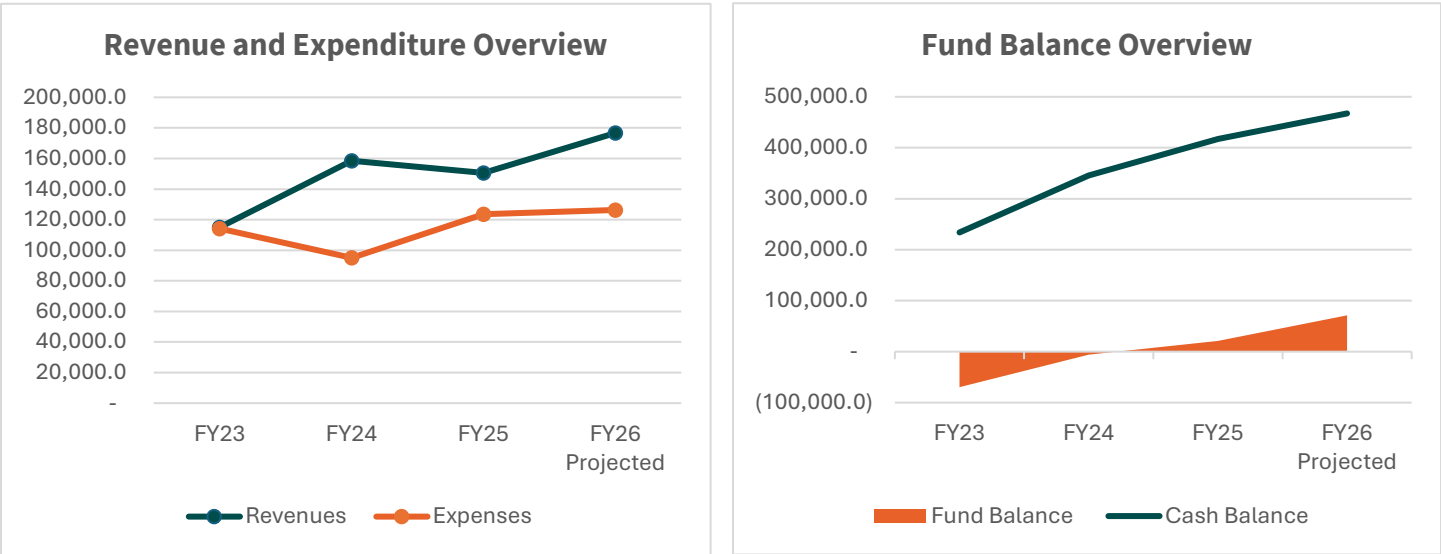 Revenue and Expenditure Overview
200,000.0
180,000.0
160,000.0
140,000.0
120,000.0
100,000.0
80,000.0
60,000.0
40,000.0
20,000.0
-
FY23 FY24 FY25 FY26
Projected
Revenues Expenses
Fund Balance Overview
500,000.0
400,000.0
300,000.0
200,000.0
100,000.0
-
(100,000.0)
FY23 FY24 FY25 FY26
Projected
Fund Balance Cash Balance